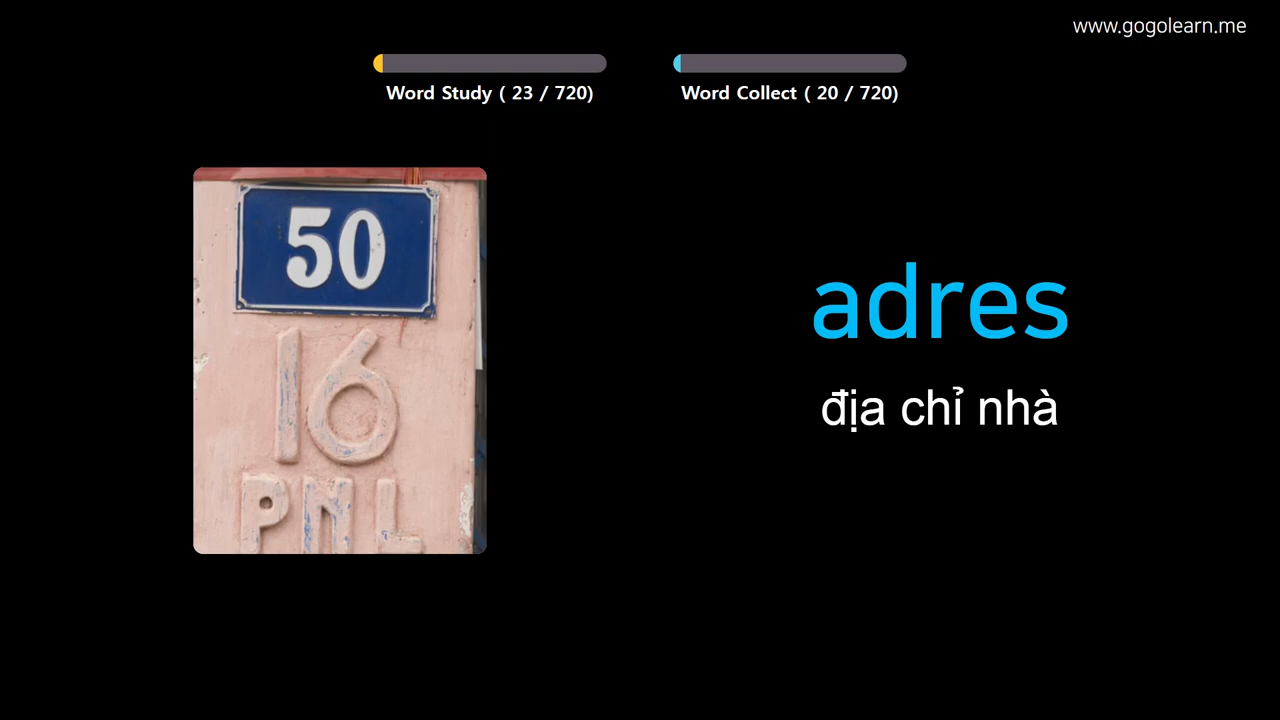 www.gogolearn.me
Word Study ( 23 / 720)
Word Collect ( 20 / 720)
50
16
PNL
adres
địa chỉ nhà